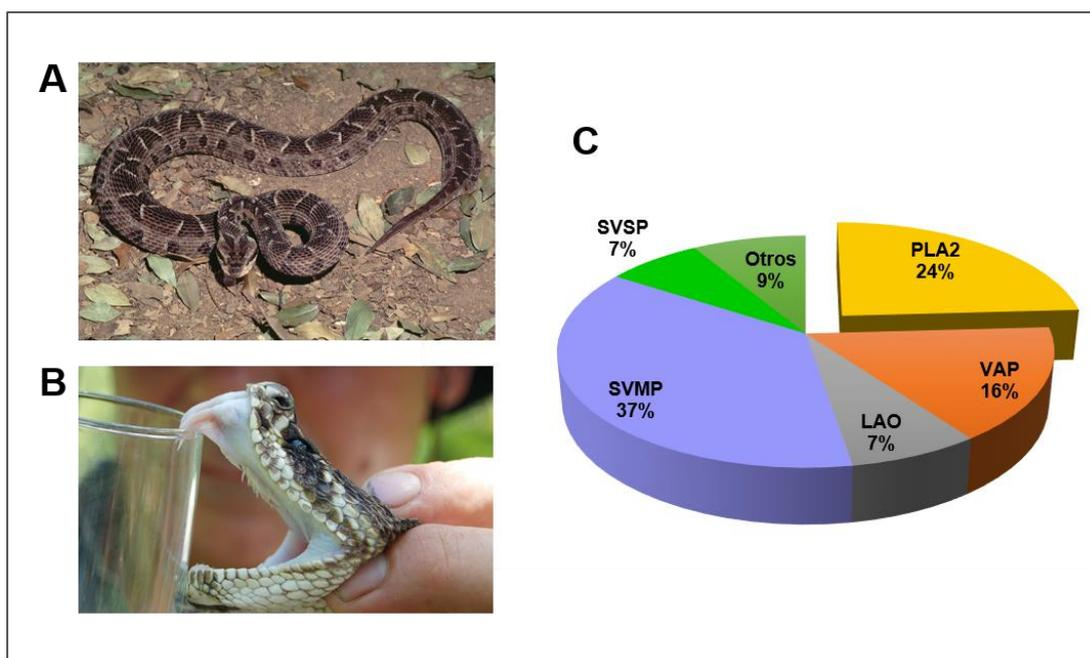 A
B
C
SVSP
7%
Otros
9%
PLA2
24%
VAP
16%
LAO
7%
SVMP
37%